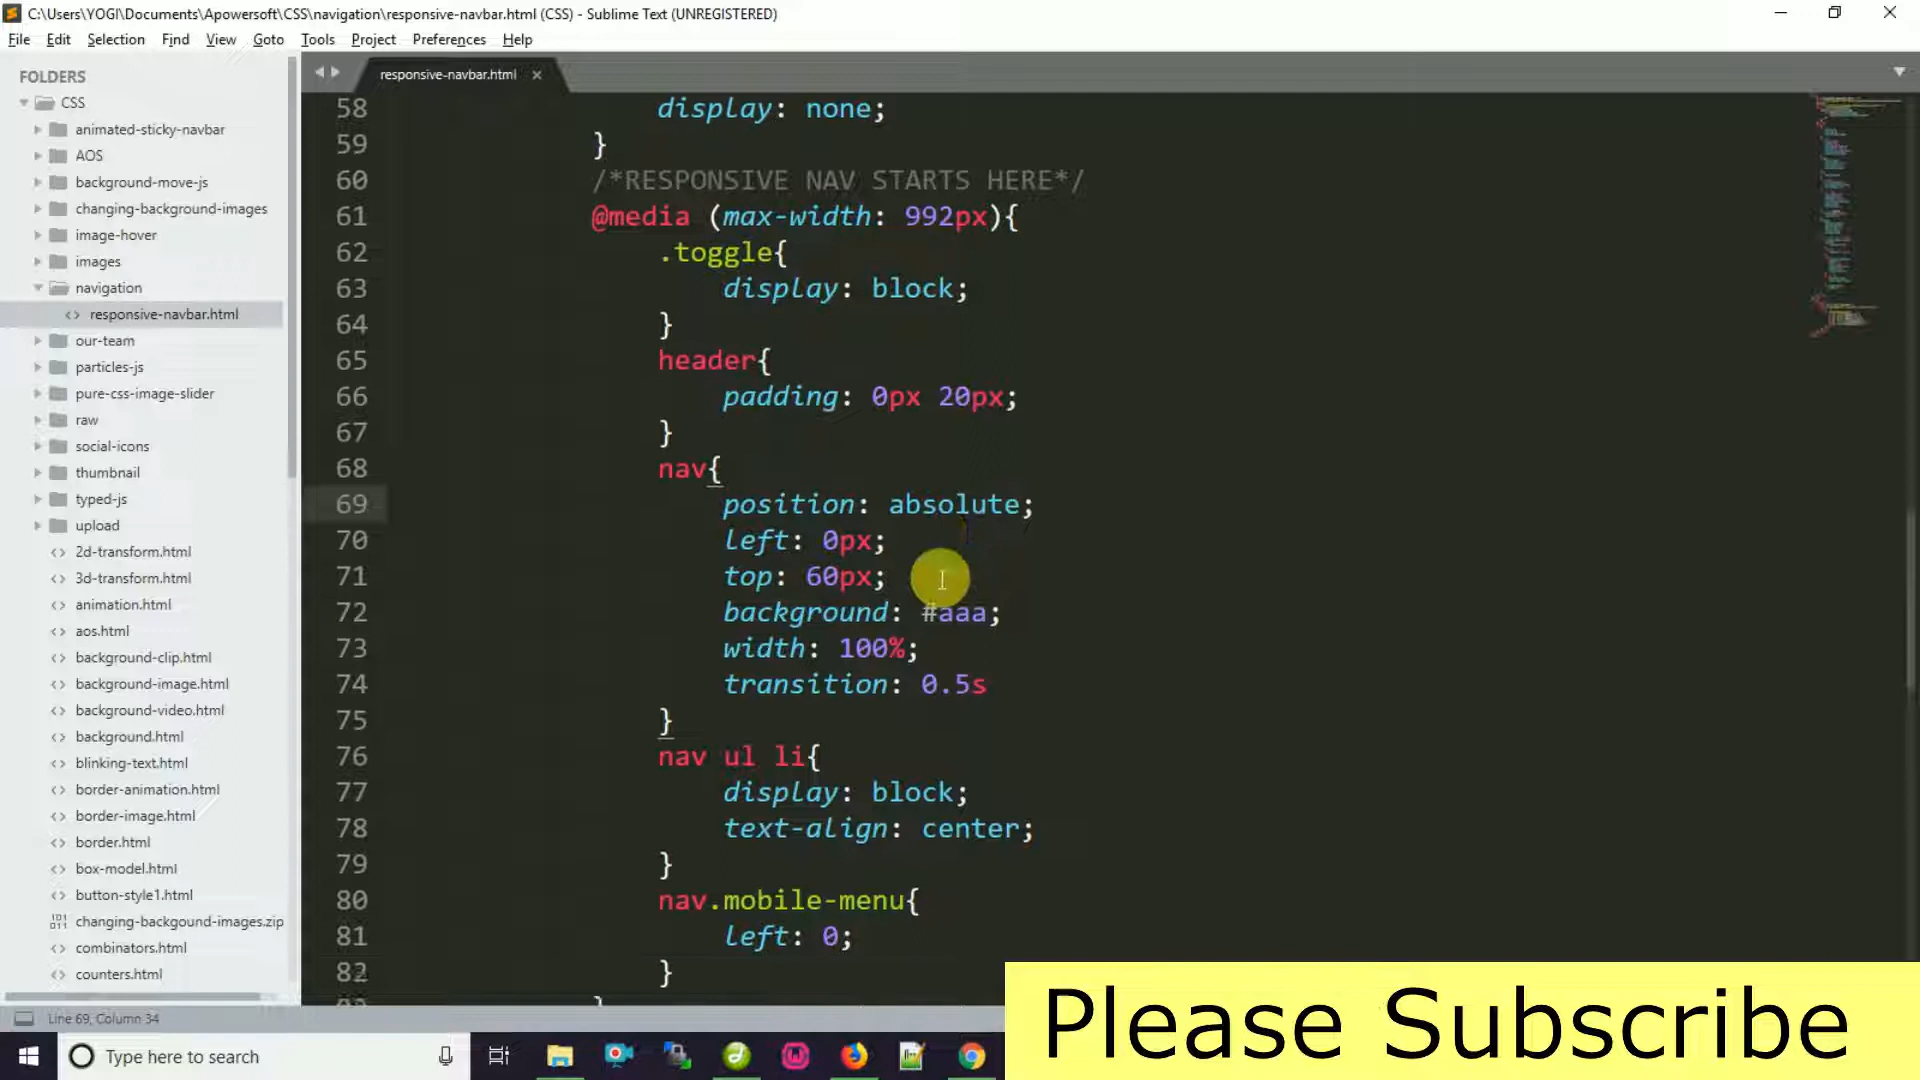 C:\Users\YOGI\Documents\Apowersoft\CSS\navigation\responsive-navbar.html (CSS) - Sublime Text (UNREGISTERED)
File Edit Selection Find View Goto Tools Project Preferences Help
FOLDERS
CSS
animated-sticky-navbar
AOS
background-move-js
changing-background-images
image-hover
images
navigation
responsive-navbar.html
our-team
particles-js
pure-css-image-slider
raw
social-icons
thumbnail
typed-js
upload
2d-transform.html
3d-transform.html
animation.html
aos.html
background-clip.html
background-image.html
background-video.html
background.html
blinking-text.html
border-animation.html
border-image.html
border.html
box-model.html
button-style1.html
changing-backgound-images.zip
combinators.html
counters.html
responsive-navbar.html
58 display: none;
59 }
60 /*RESPONSIVE NAV STARTS HERE*/
61 @media (max-width: 992px){
62 .toggle{
63 display: block;
64 }
65 header{
66 padding: 0px 20px;
67 }
68 nav{
69 position: absolute;
70 left: 0px;
71 top: 60px;
72 background: #aaa;
73 width: 100%;
74 transition: 0.5s
75 }
76 nav ul li{
77 display: block;
78 text-align: center;
79 }
80 nav.mobile-menu{
81 left: 0;
82 }
Line 69, Column 34
Type here to search
Please Subscribe